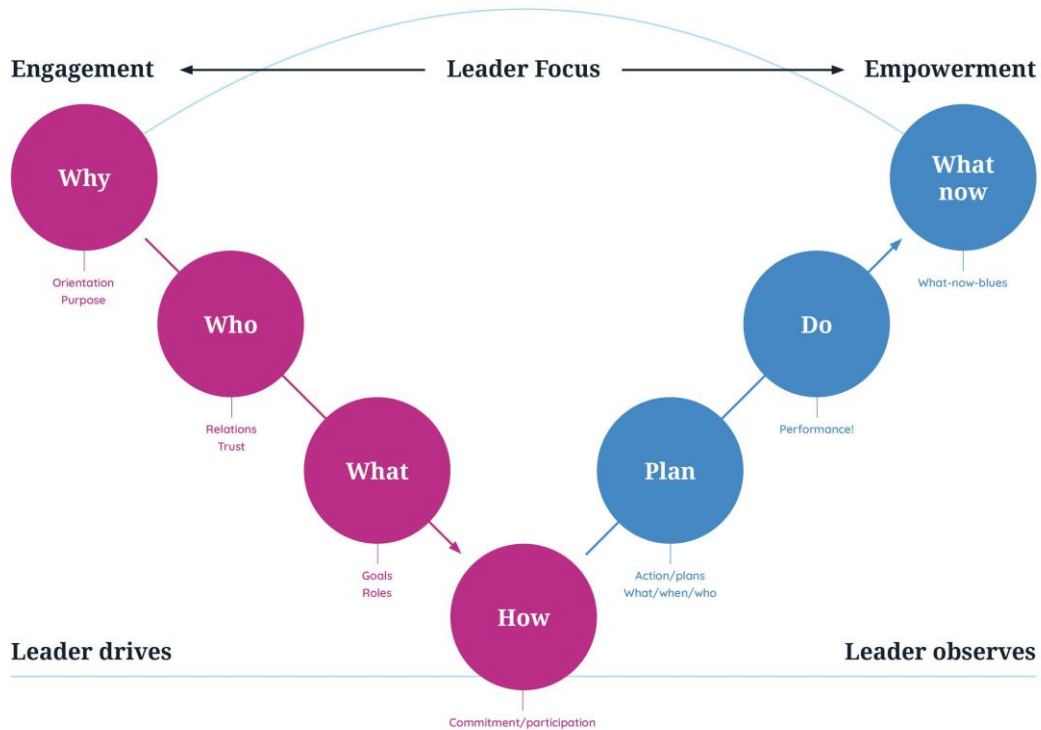 Engagement
Leader Focus
Empowerment
Why
Orientation
Purpose
Who
Relations
Trust
What
Goals
Roles
How
Commitment/participation
Plan
Action/plans
What/when/who
Do
Performance!
What
now
What-now-blues
Leader drives
Leader observes